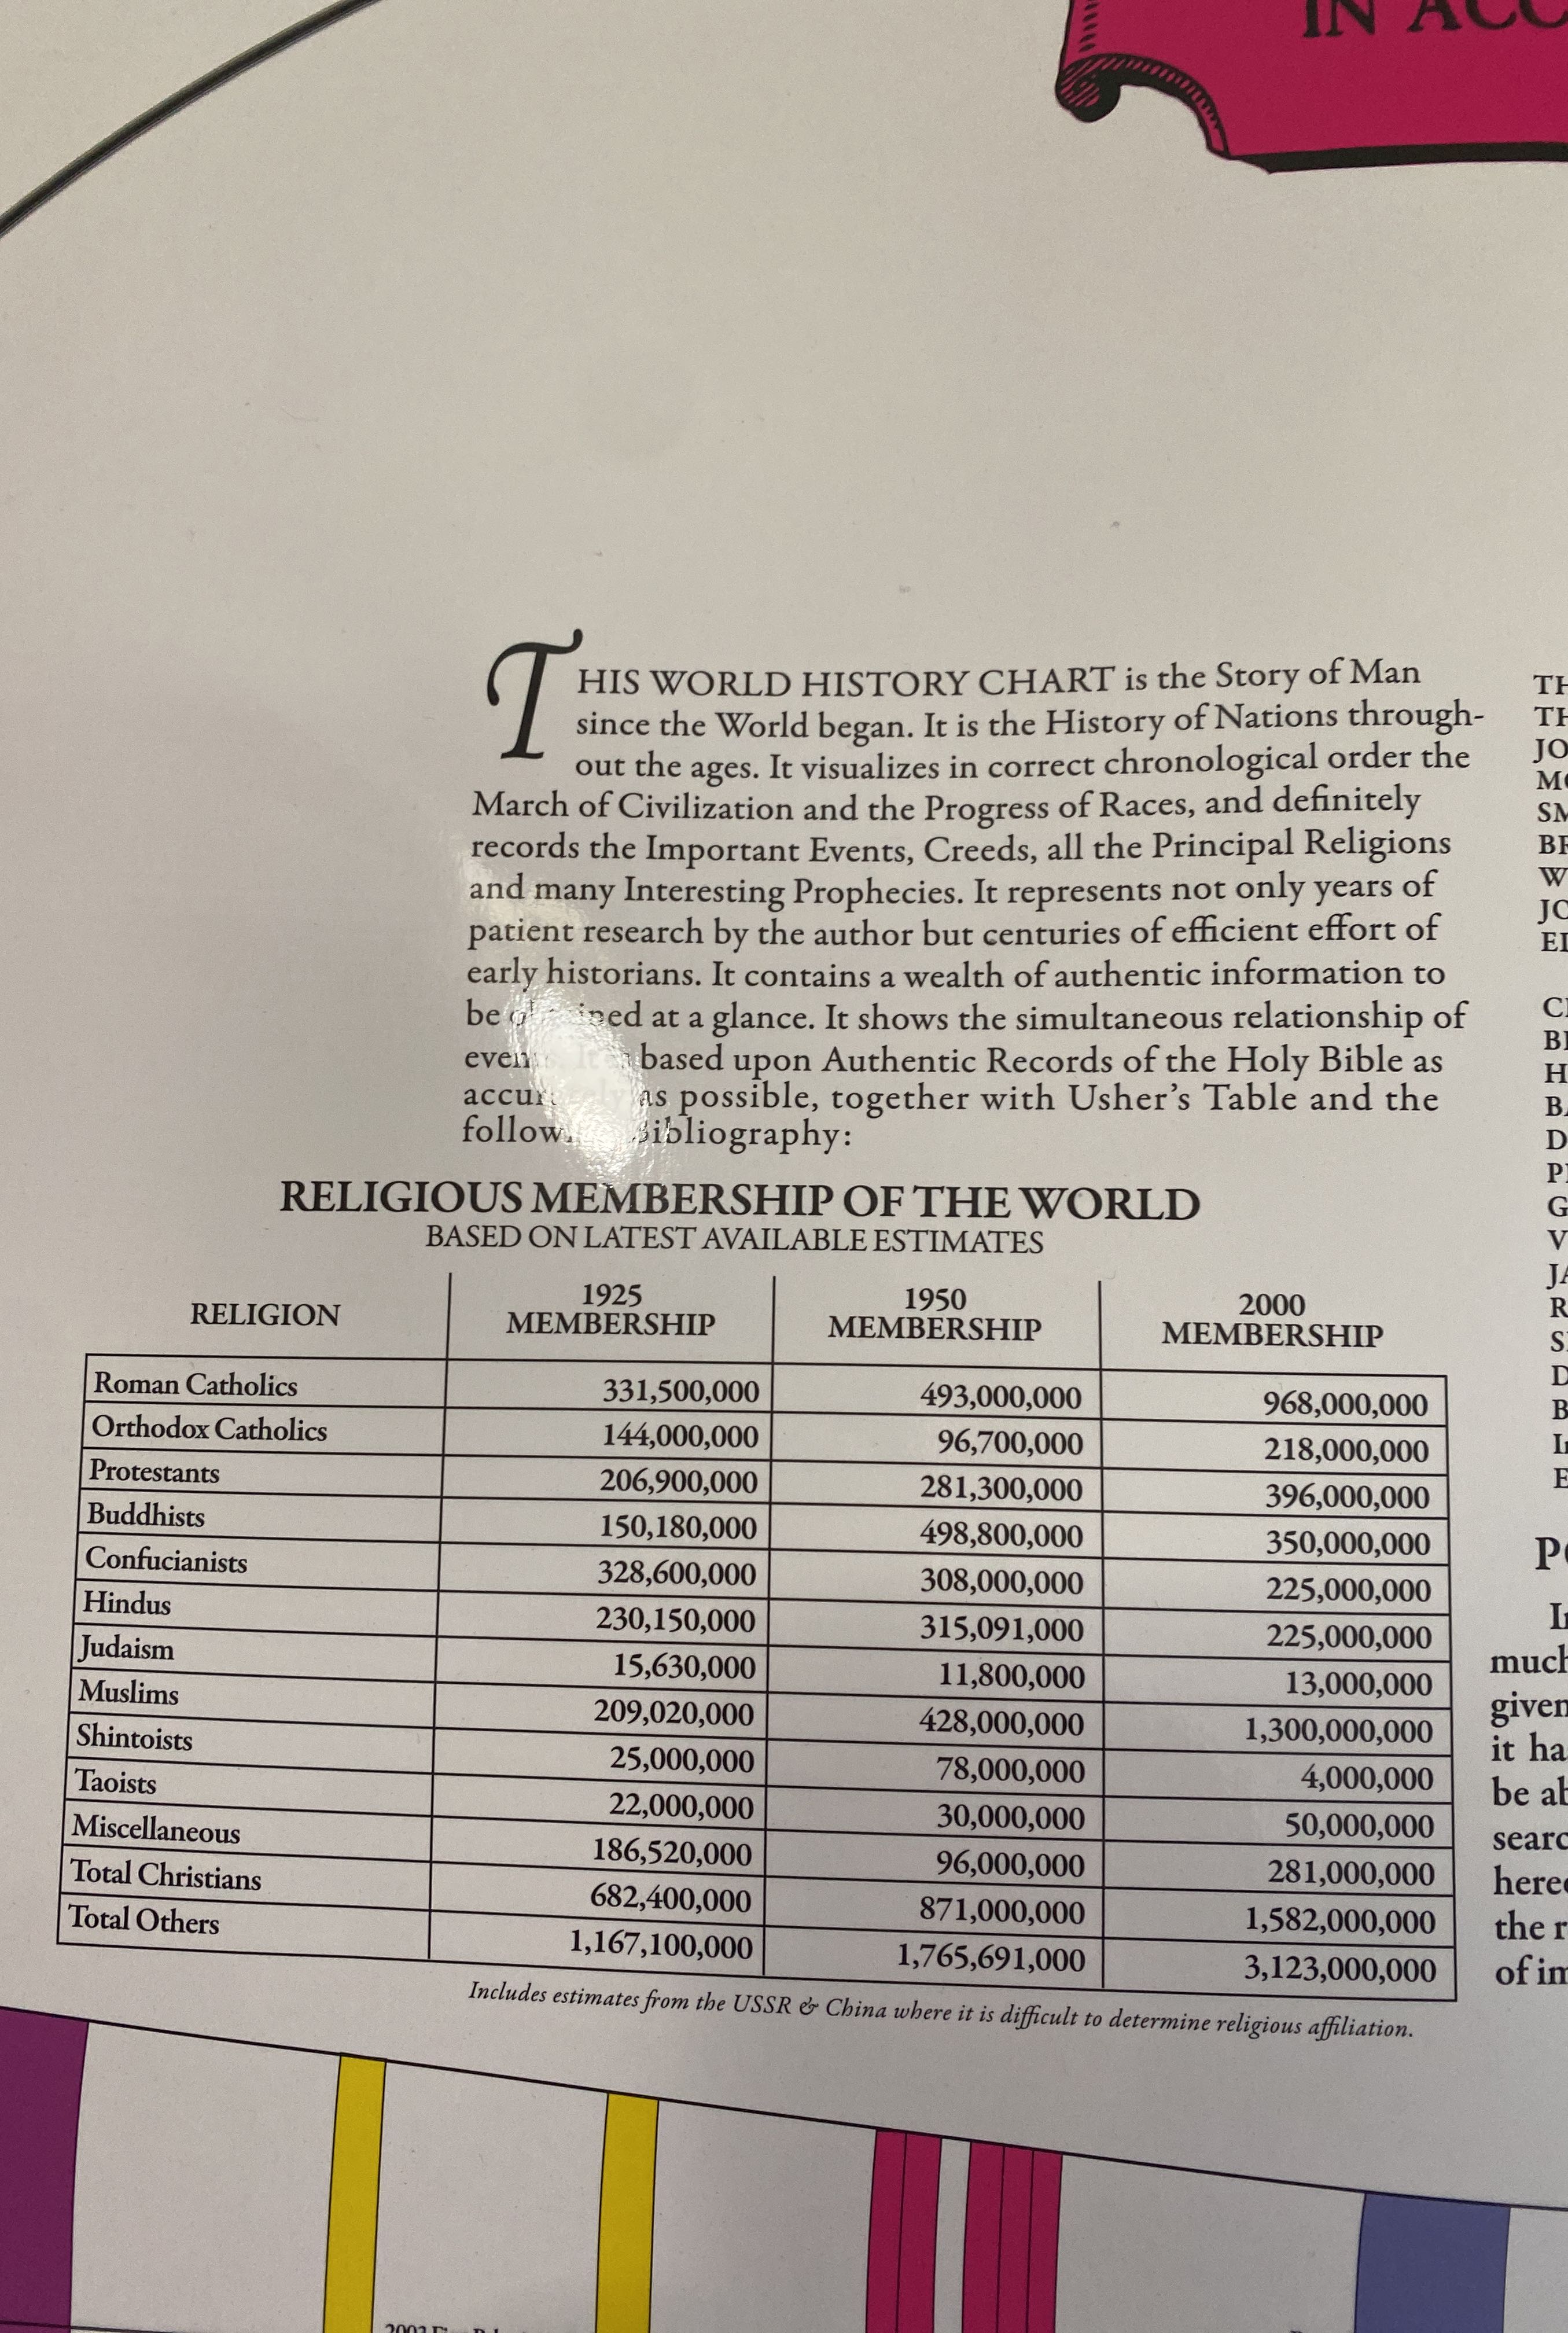 IN ACC
THIS WORLD HISTORY CHART is the Story of Man
since the World began. It is the History of Nations through-
out the ages. It visualizes in correct chronological order the
March of Civilization and the Progress of Races, and definitely
records the Important Events, Creeds, all the Principal Religions
and many Interesting Prophecies. It represents not only years of
patient research by the author but centuries of efficient effort of
early historians. It contains a wealth of authentic information to
be obtained at a glance. It shows the simultaneous relationship of
based upon Authentic Records of the Holy Bible as
accurately as possible, together with Usher's Table and the
Bibliography:
RELIGIOUS MEMBERSHIP OF THE WORLD
BASED ON LATEST AVAILABLE ESTIMATES
RELIGION 1925 MEMBERSHIP 1950 MEMBERSHIP 2000 MEMBERSHIP
Roman Catholics 331,500,000 493,000,000 968,000,000
Orthodox Catholics 144,000,000 96,700,000 218,000,000
Protestants 206,900,000 281,300,000 396,000,000
Buddhists 150,180,000 498,800,000 350,000,000
Confucianists 328,600,000 308,000,000 225,000,000
Hindus 230,150,000 315,091,000 225,000,000
Judaism 15,630,000 11,800,000 13,000,000
Muslims 209,020,000 428,000,000 1,300,000,000
Shintoists 25,000,000 78,000,000 4,000,000
Taoists 22,000,000 30,000,000 50,000,000
Miscellaneous 186,520,000 96,000,000 281,000,000
Total Christians 682,400,000 871,000,000 1,582,000,000
Total Others 1,167,100,000 1,765,691,000 3,123,000,000
Includes estimates from the USSR & China where it is difficult to determine religious affiliation.
TH
TH
JO
SM
BR
W
JO
EL
H
D
G
V
JA
R
D
B
In
E
In
much
given
it ha
be ab
the r
of im